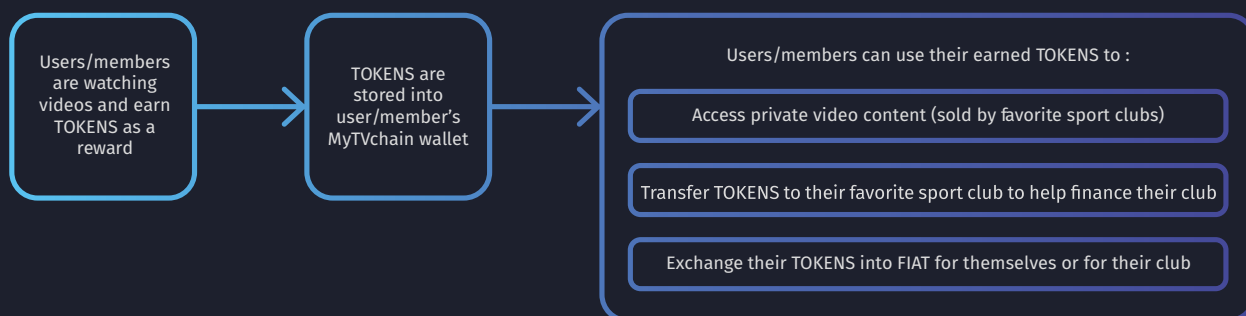 Users/members
are watching
videos and earn
TOKENS as a
reward
TOKENS are
stored into
user/member’s
MyTVchain wallet
Users/members can use their earned TOKENS to :
Access private video content (sold by favorite sport clubs)
Transfer TOKENS to their favorite sport club to help finance their club
Exchange their TOKENS into FIAT for themselves or for their club